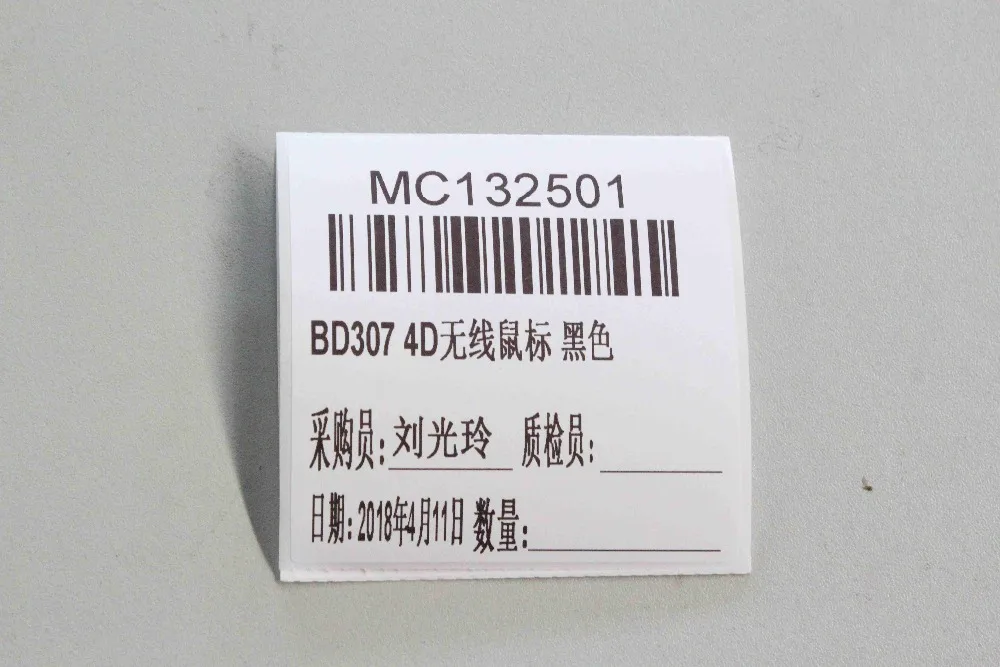 MC132501
BD307 4D无线鼠标 黑色
采购员:刘光玲 质检员:
日期:2018年4月11日 数量: